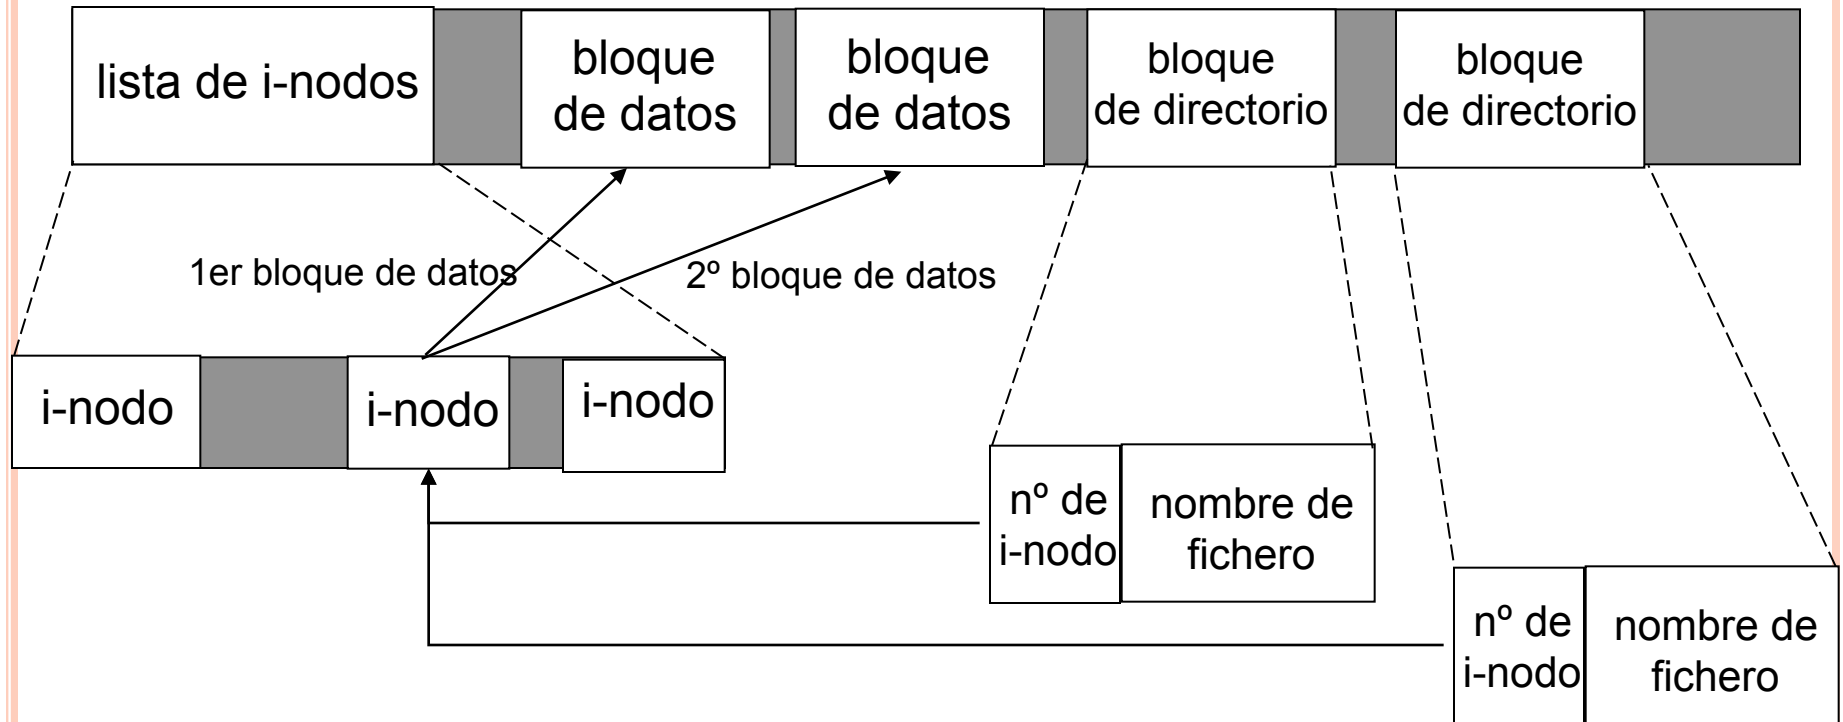 lista de i-nodos
bloque
de datos
bloque
de datos
bloque
de directorio
bloque
de directorio
1er bloque de datos
2º bloque de datos
i-nodo
i-nodo
i-nodo
nº de
i-nodo
nombre de
fichero
nº de
i-nodo
nombre de
fichero